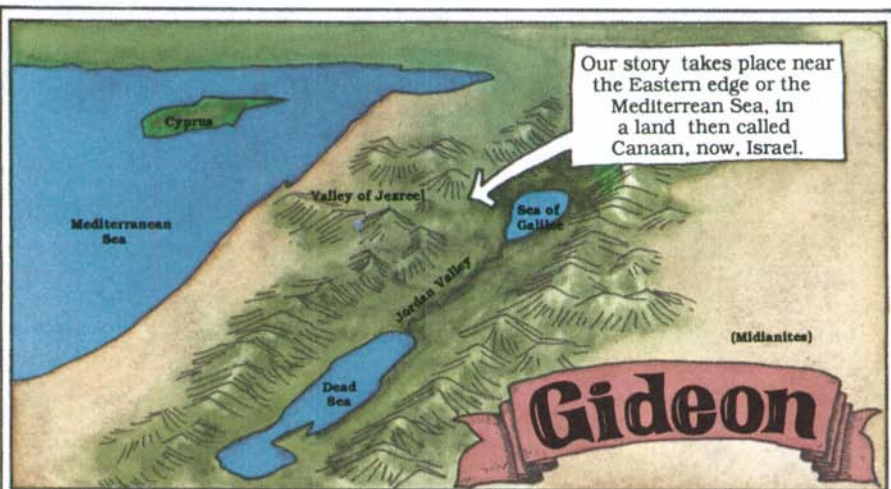 Our story takes place near
the Eastern edge or the
Mediterrean Sea, in
a land then called
Canaan, now, Israel.
Cyprus
Valley of Jezreel
Sea of
Galilee
Mediterranean
Sea
Jordan Valley
(Midianites)
Dead
Sea
Gideon